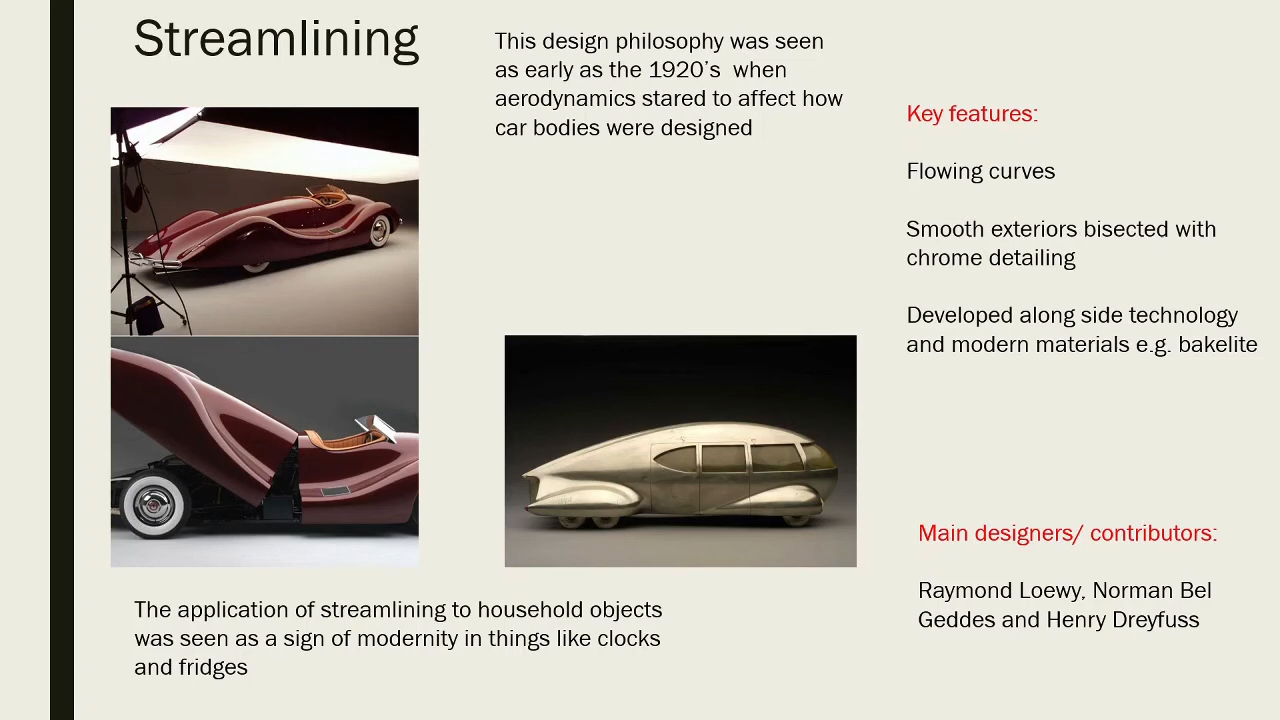 Streamlining
This design philosophy was seen
as early as the 1920’s  when
aerodynamics stared to affect how
car bodies were designed
Key features:
Flowing curves
Smooth exteriors bisected with
chrome detailing
Developed along side technology
and modern materials e.g. bakelite
Main designers/ contributors:
Raymond Loewy, Norman Bel
Geddes and Henry Dreyfuss
The application of streamlining to household objects
was seen as a sign of modernity in things like clocks
and fridges